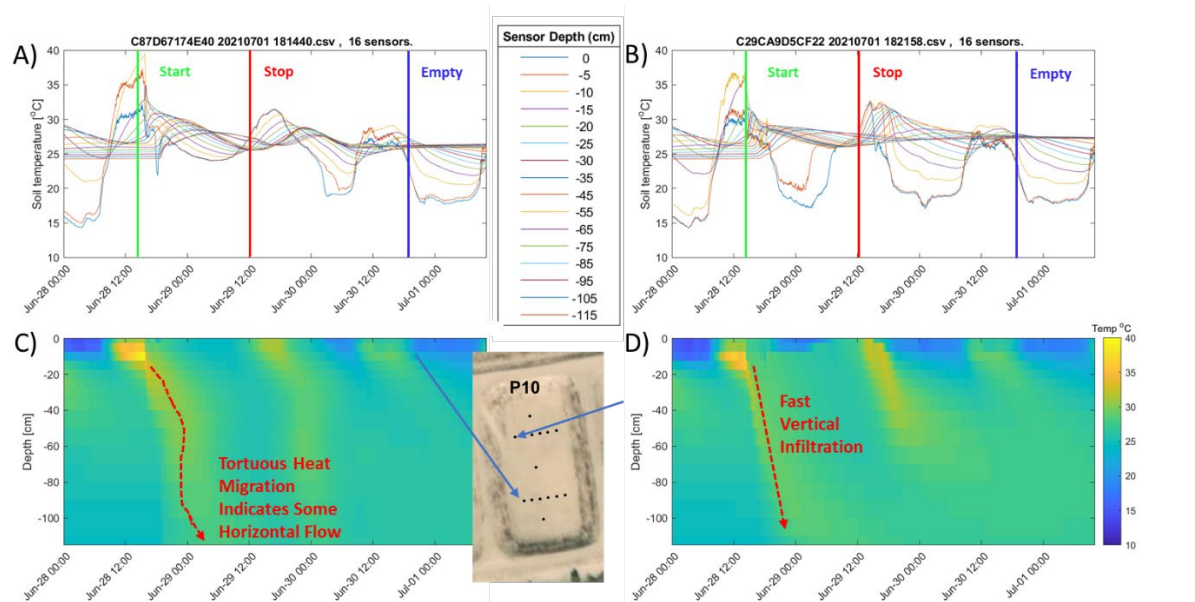 A)
C87D67174E40 20210701 181440.csv , 16 sensors.
Start
Stop
Empty
Soil temperature [°C]
40
35
30
25
20
15
10
Jun-28 00:00
Jun-28 12:00
Jun-29 00:00
Jun-29 12:00
Jun-30 00:00
Jun-30 12:00
Jul-01 00:00
Sensor Depth (cm)
0
-5
-10
-15
-20
-25
-30
-35
-45
-55
-65
-75
-85
-95
-105
-115
B)
C29CA9D5CF22 20210701 182158.csv , 16 sensors.
Start
Stop
Empty
Soil temperature [°C]
40
35
30
25
20
15
10
Jun-28 00:00
Jun-28 12:00
Jun-29 00:00
Jun-29 12:00
Jun-30 00:00
Jun-30 12:00
Jul-01 00:00
C)
Depth [cm]
0
-20
-40
-60
-80
-100
Tortuous Heat
Migration
Indicates Some
Horizontal Flow
Jun-28 00:00
Jun-28 12:00
Jun-29 00:00
Jun-29 12:00
Jun-30 00:00
Jun-30 12:00
Jul-01 00:00
P10
D)
Depth [cm]
0
-20
-40
-60
-80
-100
Fast
Vertical
Infiltration
Jun-28 00:00
Jun-28 12:00
Jun-29 00:00
Jun-29 12:00
Jun-30 00:00
Jun-30 12:00
Jul-01 00:00
Temp °C
40
35
30
25
20
15
10